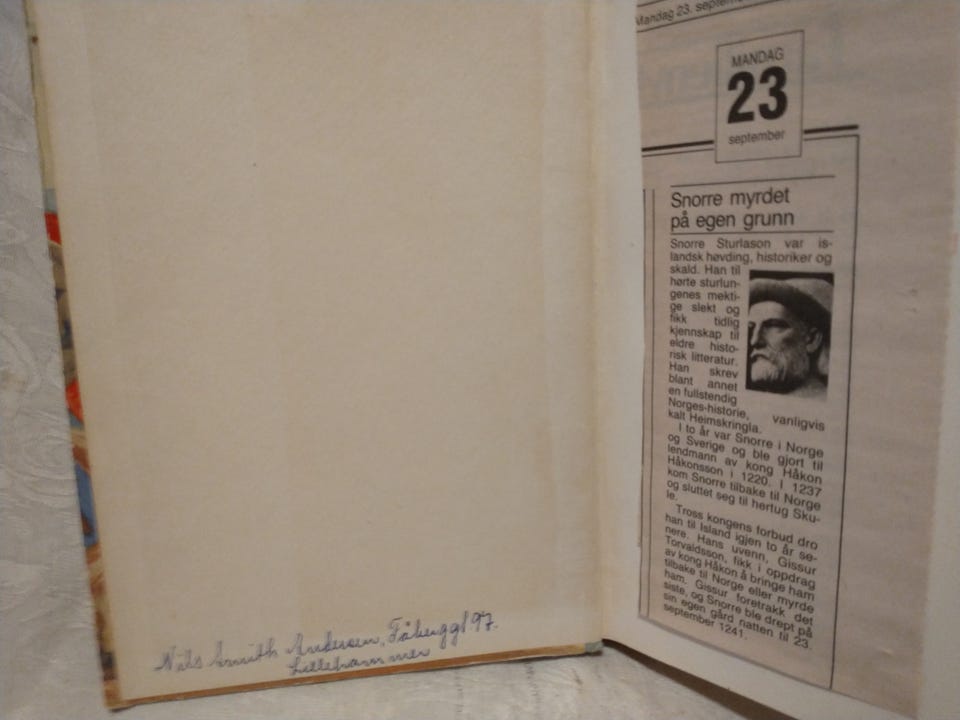 Mandag 23. septem
MANDAG
23
september
Snorre myrdet
på egen grunn
Snorre Sturlason var is-
landsk høvding, historiker og
skald. Han til
hørte sturlun-
genes mekti-
ge slekt og
fikk tidlig
kjennskap til
eldre histo-
risk litteratur.
Han skrev
blant annet
en fullstendig
Norges-historie, vanligvis
kalt Heimskringla.
I to år var Snorre i Norge
og Sverige og ble gjort til
lendmann av kong Håkon
Håkonsson i 1220. I 1237
kom Snorre tilbake til Norge
og sluttet seg til hertug Sku-
le.
Tross kongens forbud dro
han til Island igjen to år se-
nere. Hans uvenn, Gissur
Torvaldsson, fikk i oppdrag
av kong Håkon å bringe ham
tilbake til Norge eller myrde
ham. Gissur foretrakk det
siste, og Snorre ble drept på
sin egen gård natten til 23.
september 1241.
Nils Smith Andersen, Fåberggt 97.
Lillehammer